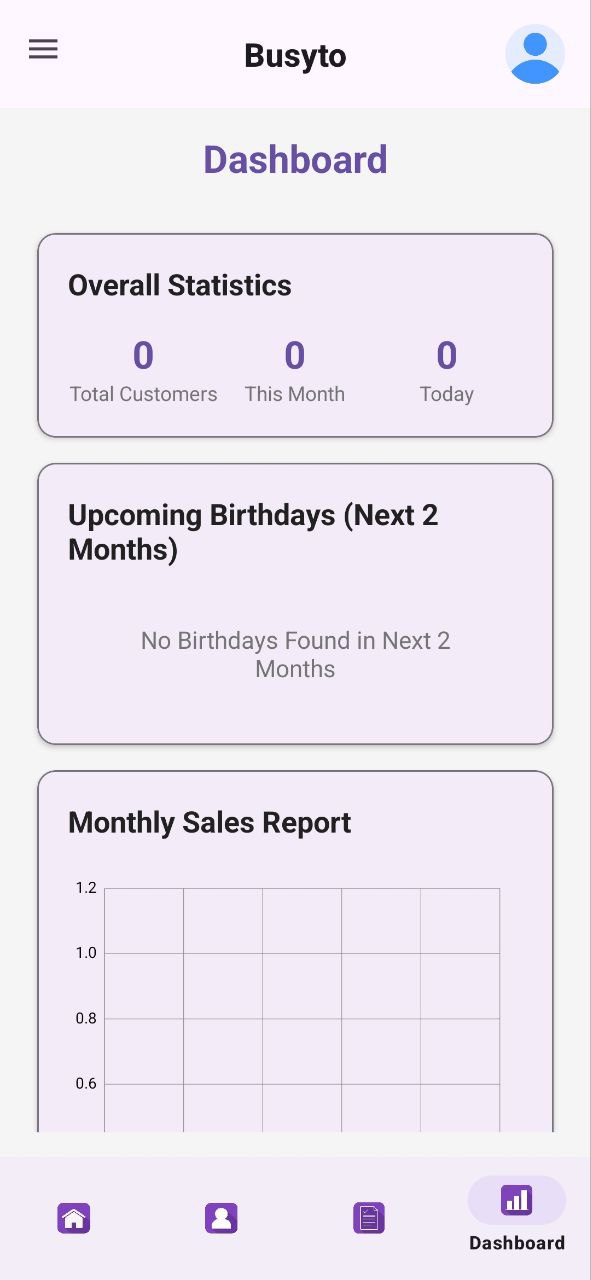 Busyto
Dashboard
Overall Statistics
0 0 0
Total Customers This Month Today
Upcoming Birthdays (Next 2
Months)
No Birthdays Found in Next 2
Months
Monthly Sales Report
1.2
1.0
0.8
0.6
Dashboard